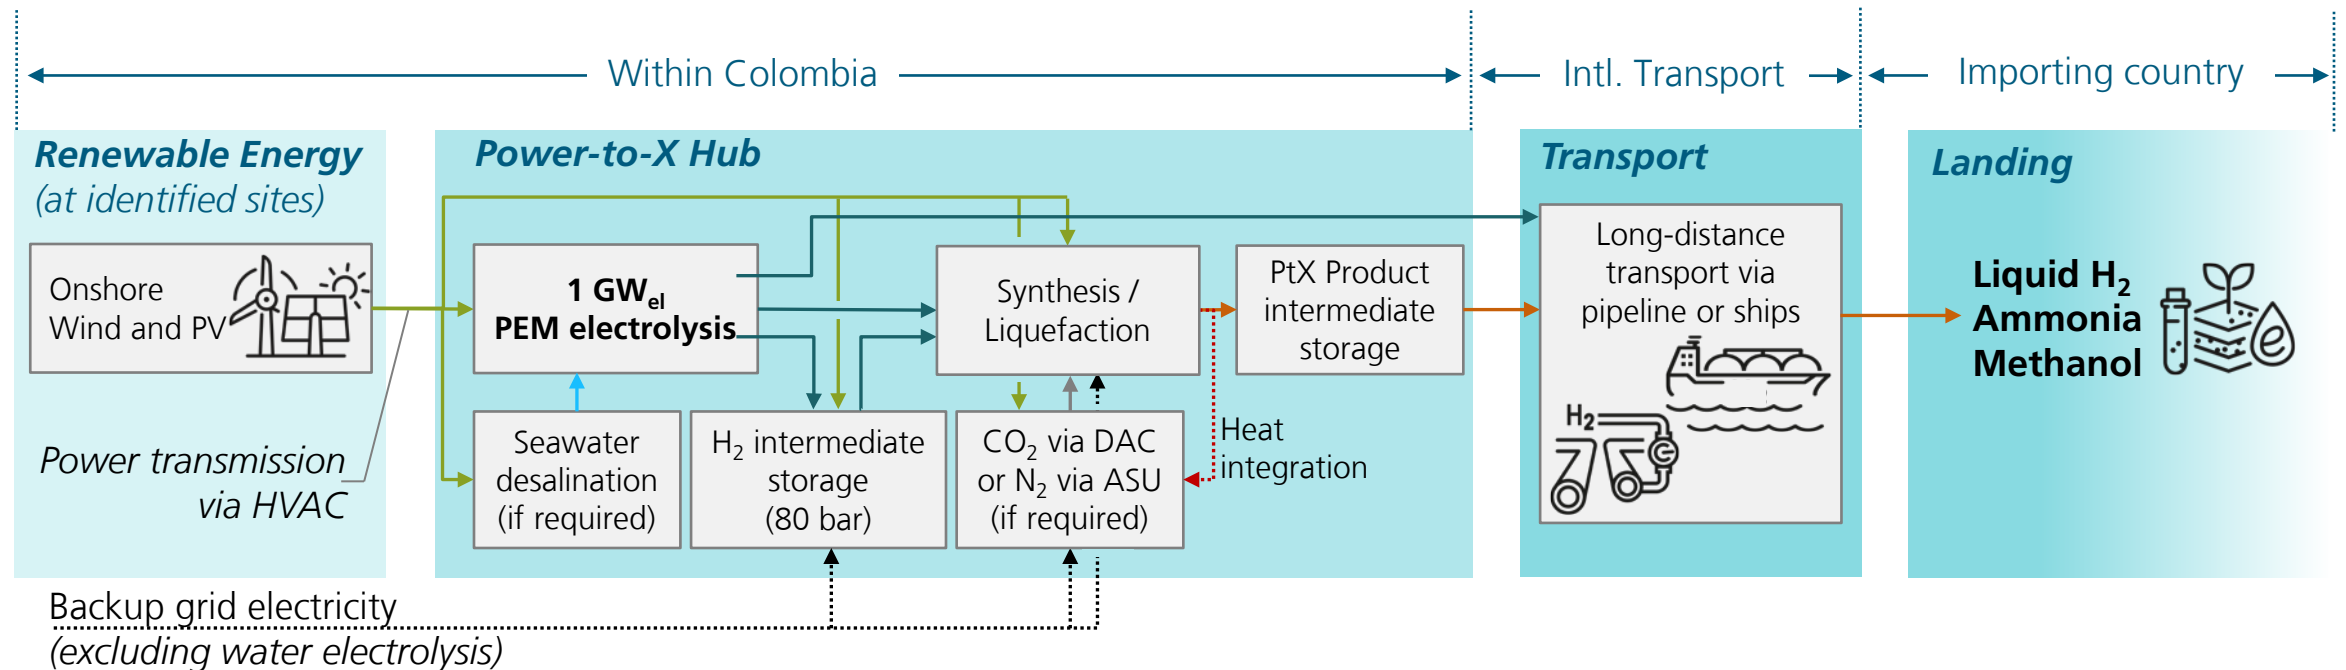 Within Colombia
Intl. Transport
Importing country
Renewable Energy
(at identified sites)
Onshore
Wind and PV
Power transmission
via HVAC
Power-to-X Hub
1 GWel
PEM electrolysis
Seawater
desalination
(if required)
H2 intermediate
storage
(80 bar)
Synthesis /
Liquefaction
CO2 via DAC
or N2 via ASU
(if required)
PtX Product
intermediate
storage
Heat
integration
Transport
Long-distance
transport via
pipeline or ships
H2
Landing
Liquid H2
Ammonia
Methanol
e
Backup grid electricity
(excluding water electrolysis)